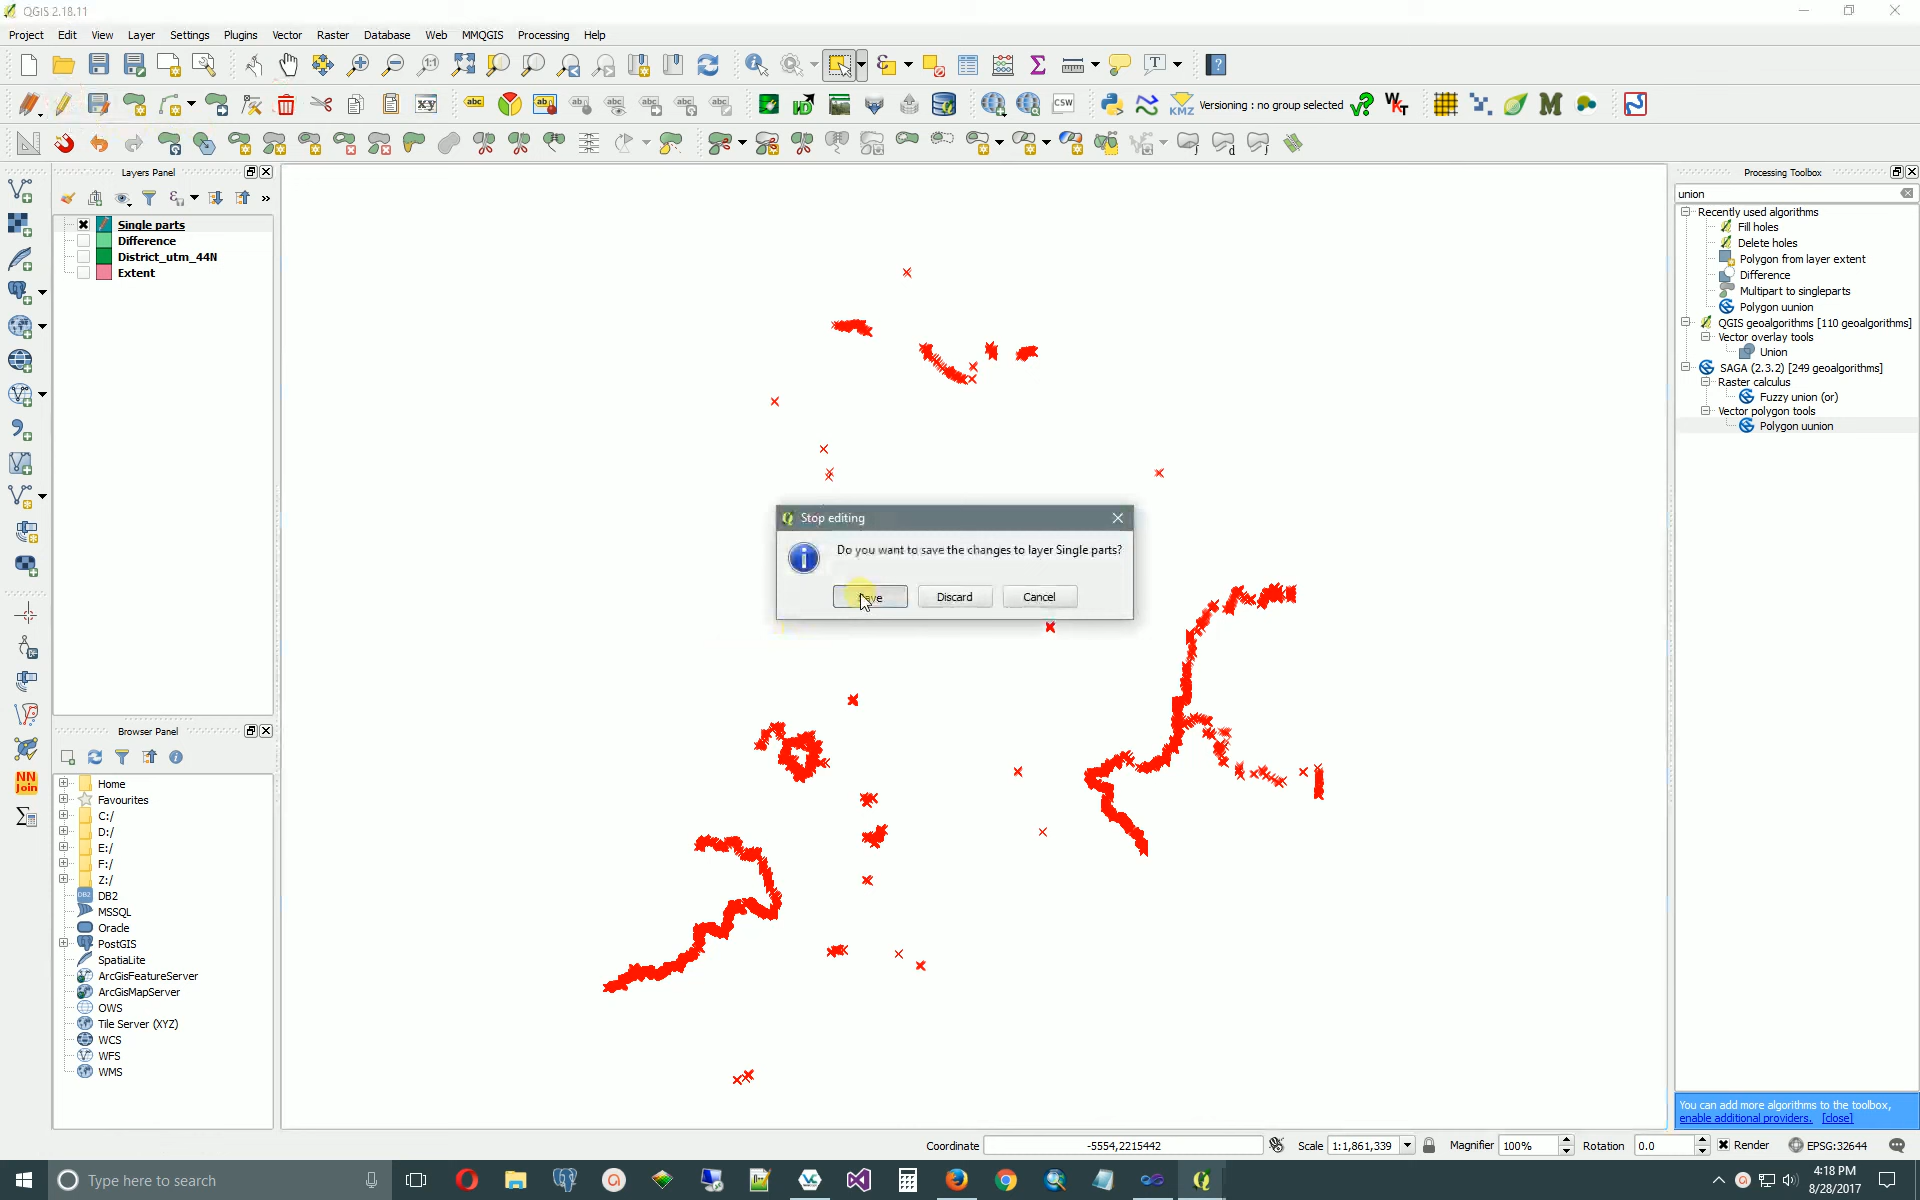 QGIS 2.18.11
Project Edit View Layer Settings Plugins Vector Raster Database Web MMQGIS Processing Help
Versioning : no group selected
Layers Panel
Single parts
Difference
District_utm_44N
Extent
Browser Panel
Home
Favourites
C:/
D:/
E:/
F:/
Z:/
DB2
MSSQL
Oracle
PostGIS
SpatiaLite
ArcGisFeatureServer
ArcGisMapServer
OWS
Tile Server (XYZ)
WCS
WFS
WMS
NN
Join
Stop editing
Do you want to save the changes to layer Single parts?
Discard Cancel
Processing Toolbox
union
Recently used algorithms
Fill holes
Delete holes
Polygon from layer extent
Difference
Multipart to singleparts
Polygon uunion
QGIS geoalgorithms [110 geoalgorithms]
Vector overlay tools
Union
SAGA (2.3.2) [249 geoalgorithms]
Raster calculus
Fuzzy union (or)
Vector polygon tools
Polygon uunion
You can add more algorithms to the toolbox,
enable additional providers. [close]
Coordinate -5554,2215442 Scale 1:1,861,339 Magnifier 100% Rotation 0.0 Render EPSG:32644
Type here to search
4:18 PM
8/28/2017